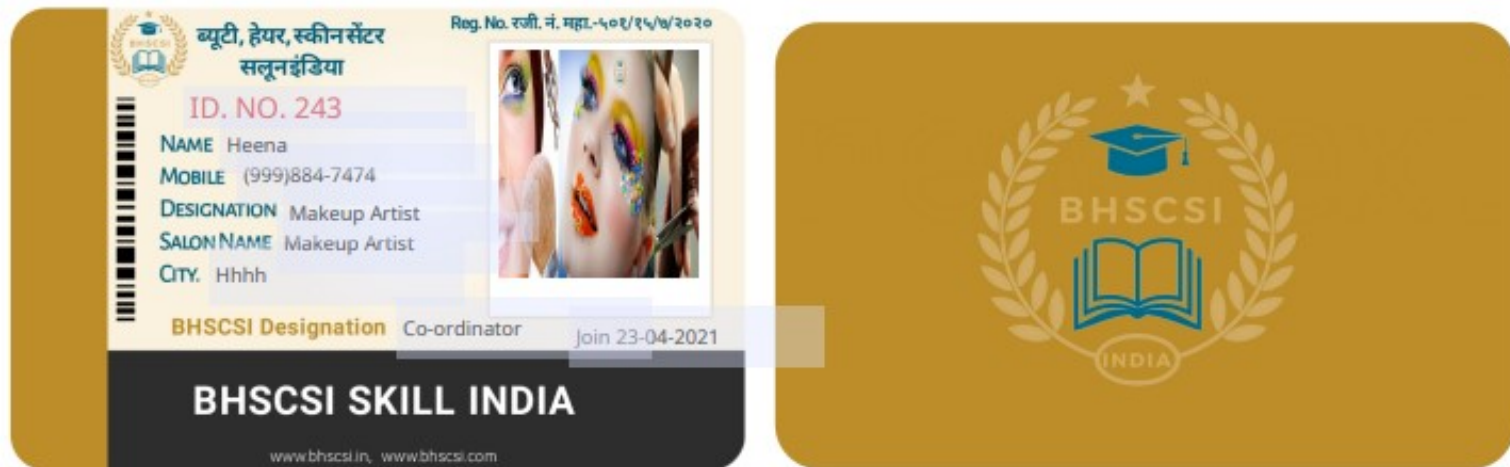 ब्यूटी, हेयर, स्कीन सेंटर
सलून इंडिया
Reg. No. रजी. नं. महा.-५०१/१५/७/२०२०
BHSCSI
ID. NO. 243
NAME Heena
MOBILE (999)884-7474
DESIGNATION Makeup Artist
SALON NAME Makeup Artist
CITY. Hhhh
BHSCSI Designation Co-ordinator
Join 23-04-2021
BHSCSI SKILL INDIA
www.bhscsi.in, www.bhscsi.com
BHSCSI
INDIA